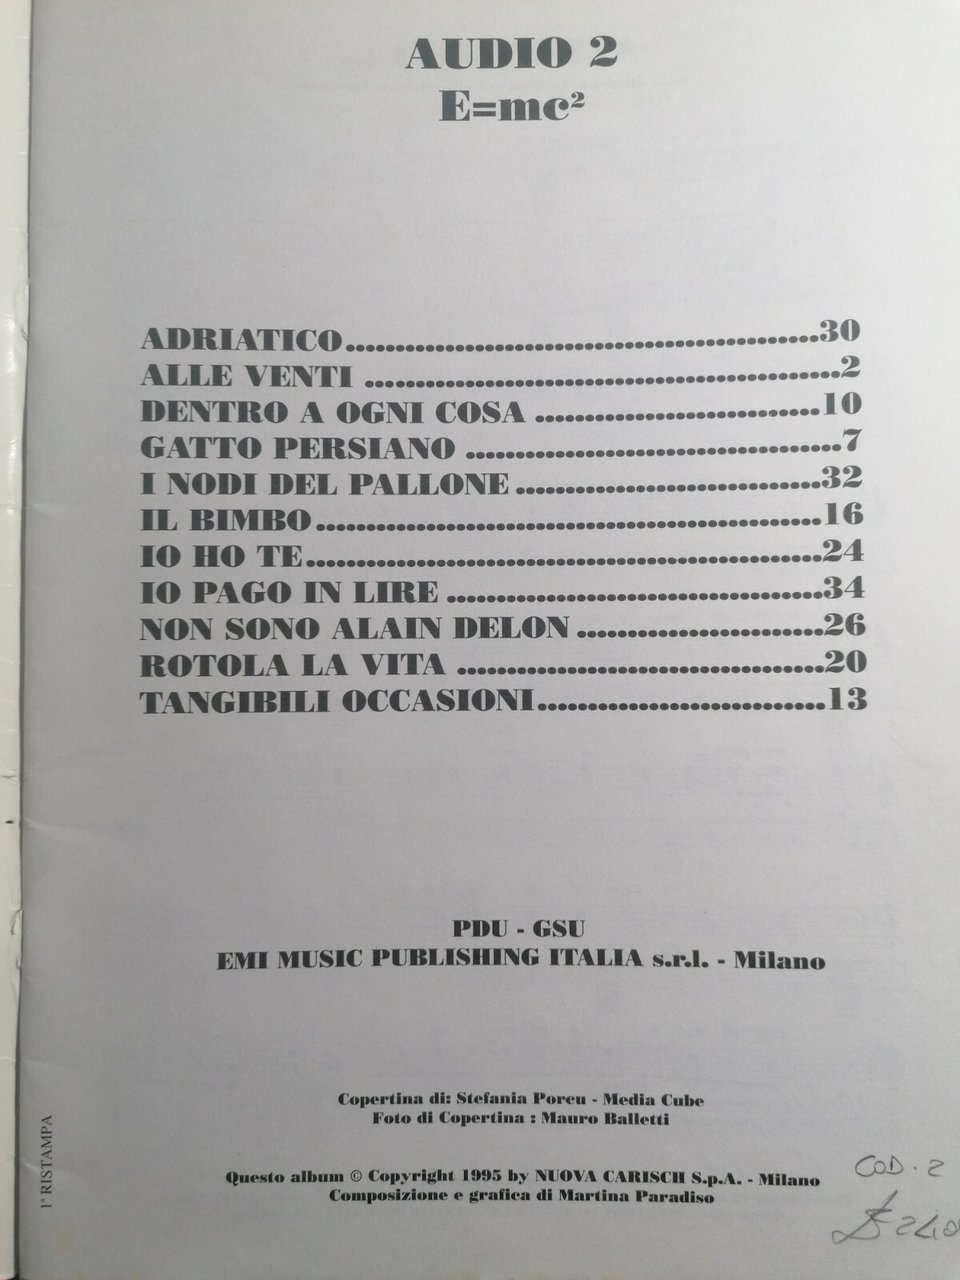 AUDIO 2
E=mc²
ADRIATICO..................................................30
ALLE VENTI ..................................................2
DENTRO A OGNI COSA ..............................10
GATTO PERSIANO .......................................7
I NODI DEL PALLONE ................................32
IL BIMBO.....................................................16
IO HO TE......................................................24
IO PAGO IN LIRE ........................................34
NON SONO ALAIN DELON ..........................26
ROTOLA LA VITA .......................................20
TANGIBILI OCCASIONI..............................13
PDU - GSU
EMI MUSIC PUBLISHING ITALIA s.r.l. - Milano
Copertina di: Stefania Porcu - Media Cube
Foto di Copertina : Mauro Balletti
1ª RISTAMPA
Questo album © Copyright 1995 by NUOVA CARISCH S.p.A. - Milano
Composizione e grafica di Martina Paradiso
COD. 2